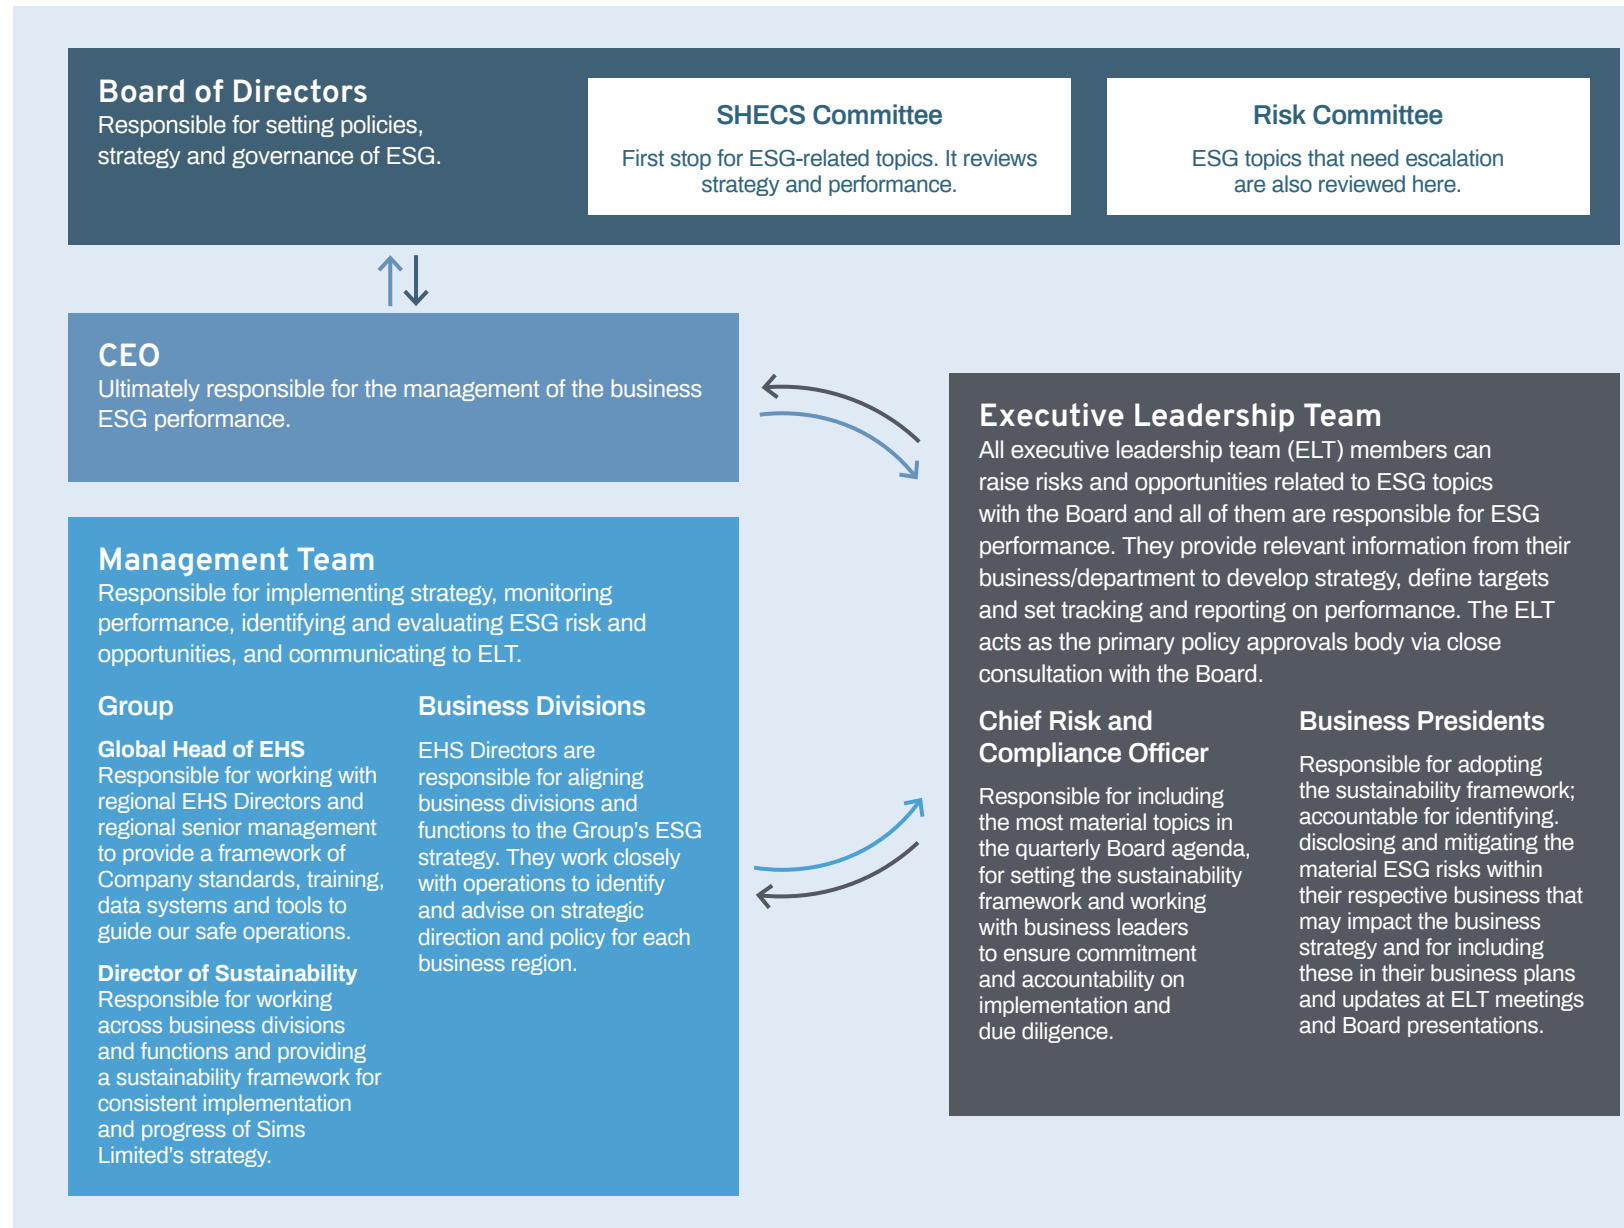 Board of Directors
Responsible for setting policies,
strategy and governance of ESG.
SHECS Committee
First stop for ESG-related topics. It reviews
strategy and performance.
Risk Committee
ESG topics that need escalation
are also reviewed here.
CEO
Ultimately responsible for the management of the business
ESG performance.
Management Team
Responsible for implementing strategy, monitoring
performance, identifying and evaluating ESG risk and
opportunities, and communicating to ELT.
Group
Global Head of EHS
Responsible for working with
regional EHS Directors and
regional senior management
to provide a framework of
Company standards, training,
data systems and tools to
guide our safe operations.
Director of Sustainability
Responsible for working
across business divisions
and functions and providing
a sustainability framework for
consistent implementation
and progress of Sims
Limited's strategy.
Business Divisions
EHS Directors are
responsible for aligning
business divisions and
functions to the Group's ESG
strategy. They work closely
with operations to identify
and advise on strategic
direction and policy for each
business region.
Executive Leadership Team
All executive leadership team (ELT) members can
raise risks and opportunities related to ESG topics
with the Board and all of them are responsible for ESG
performance. They provide relevant information from their
business/department to develop strategy, define targets
and set tracking and reporting on performance. The ELT
acts as the primary policy approvals body via close
consultation with the Board.
Chief Risk and
Compliance Officer
Responsible for including
the most material topics in
the quarterly Board agenda,
for setting the sustainability
framework and working
with business leaders
to ensure commitment
and accountability on
implementation and
due diligence.
Business Presidents
Responsible for adopting
the sustainability framework;
accountable for identifying.
disclosing and mitigating the
material ESG risks within
their respective business that
may impact the business
strategy and for including
these in their business plans
and updates at ELT meetings
and Board presentations.